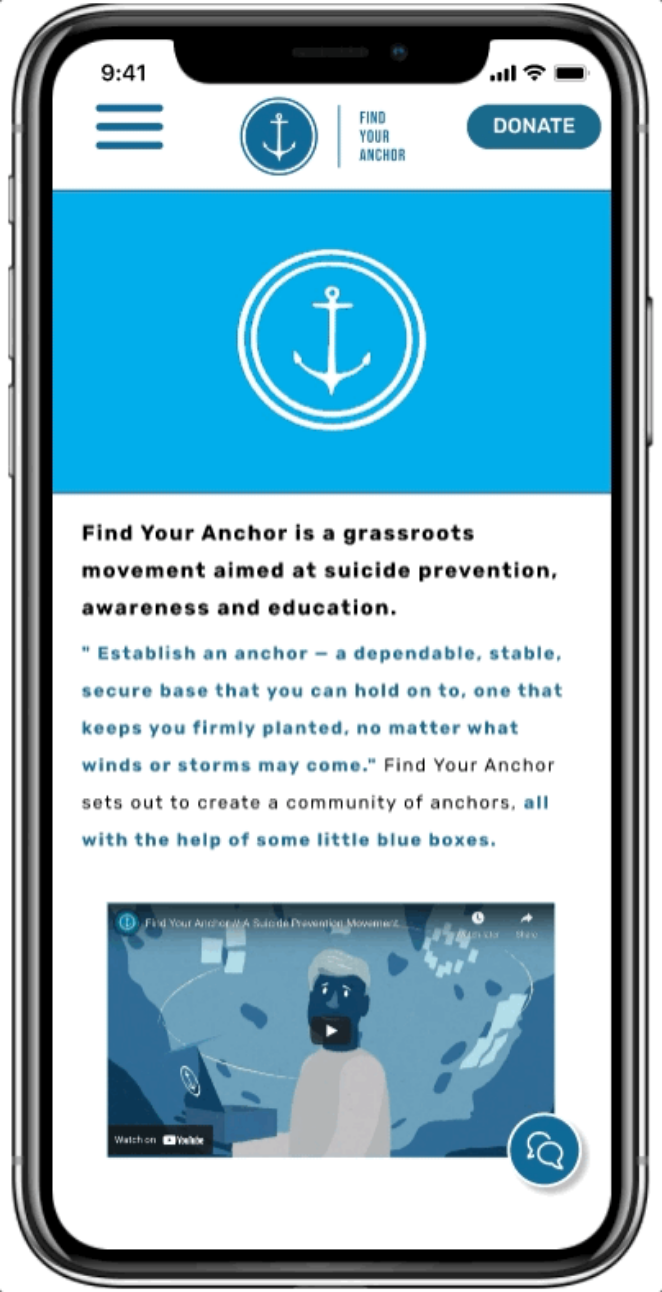 9:41
FIND
YOUR
ANCHOR
DONATE
Find Your Anchor is a grassroots
movement aimed at suicide prevention,
awareness and education.
" Establish an anchor – a dependable, stable,
secure base that you can hold on to, one that
keeps you firmly planted, no matter what
winds or storms may come." Find Your Anchor
sets out to create a community of anchors, all
with the help of some little blue boxes.
Find Your Anchor // A Suicide Prevention Movement
Share
Watch on YouTube